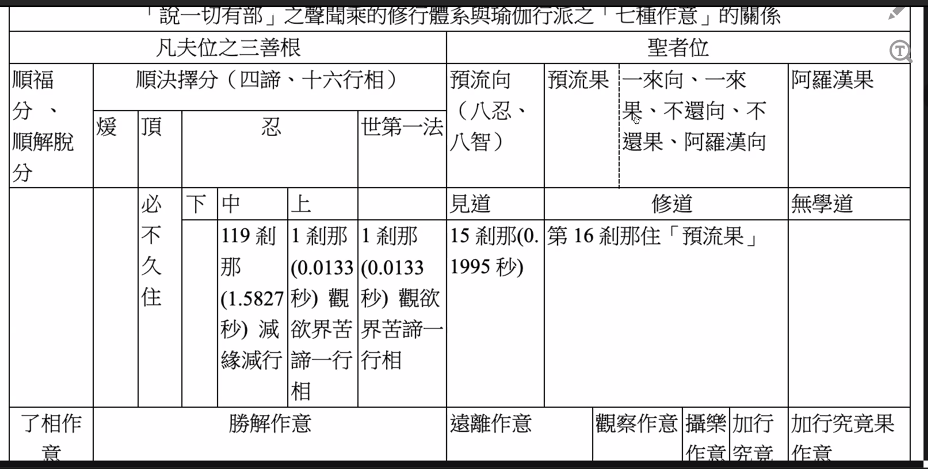 「說一切有部」之聲聞乘的修行體系與瑜伽行派之「七種作意」的關係
凡夫位之三善根
聖者位
順福
分、
順解脫
分
順決擇分（四諦、十六行相）
預流向
（八忍、
八智）
預流果
一來向、一來
果、不還向、不
還果、阿羅漢向
阿羅漢果
煖
頂
忍
世第一法
必
不
久
住
下
中
上
見道
修道
無學道
119 剎
那
(1.5827
秒) 減
緣減行
1 剎那
(0.0133
秒) 觀
欲界苦
諦一行
相
1 剎那
(0.0133
秒) 觀欲
界苦諦一
行相
15 剎那(0.
1995 秒)
第 16 剎那住「預流果」
了相作
意
勝解作意
遠離作意
觀察作意
攝樂
作意
加行
究竟
加行究竟果
作意